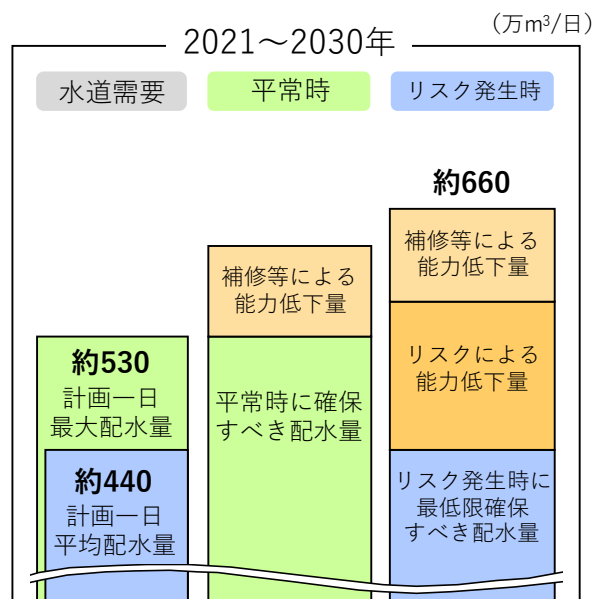 （万m³/日）
2021～2030年
水道需要
平常時
リスク発生時
約660
補修等による
能力低下量
補修等による
能力低下量
リスクによる
能力低下量
約530
計画一日
最大配水量
平常時に確保
すべき配水量
約440
計画一日
平均配水量
リスク発生時に
最低限確保
すべき配水量